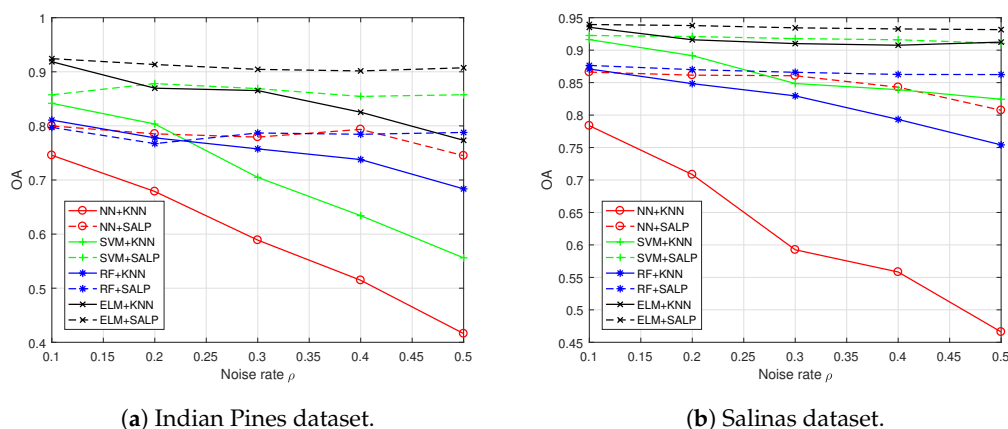 1
0.9
0.8
0.7
0.6
0.5
0.4
OA
0.1 0.15 0.2 0.25 0.3 0.35 0.4 0.45 0.5
Noise rate ρ
NN+KNN
NN+SALP
SVM+KNN
SVM+SALP
RF+KNN
RF+SALP
ELM+KNN
ELM+SALP
(a) Indian Pines dataset.
0.95
0.9
0.85
0.8
0.75
0.7
0.65
0.6
0.55
0.5
0.45
OA
0.1 0.15 0.2 0.25 0.3 0.35 0.4 0.45 0.5
Noise rate ρ
NN+KNN
NN+SALP
SVM+KNN
SVM+SALP
RF+KNN
RF+SALP
ELM+KNN
ELM+SALP
(b) Salinas dataset.